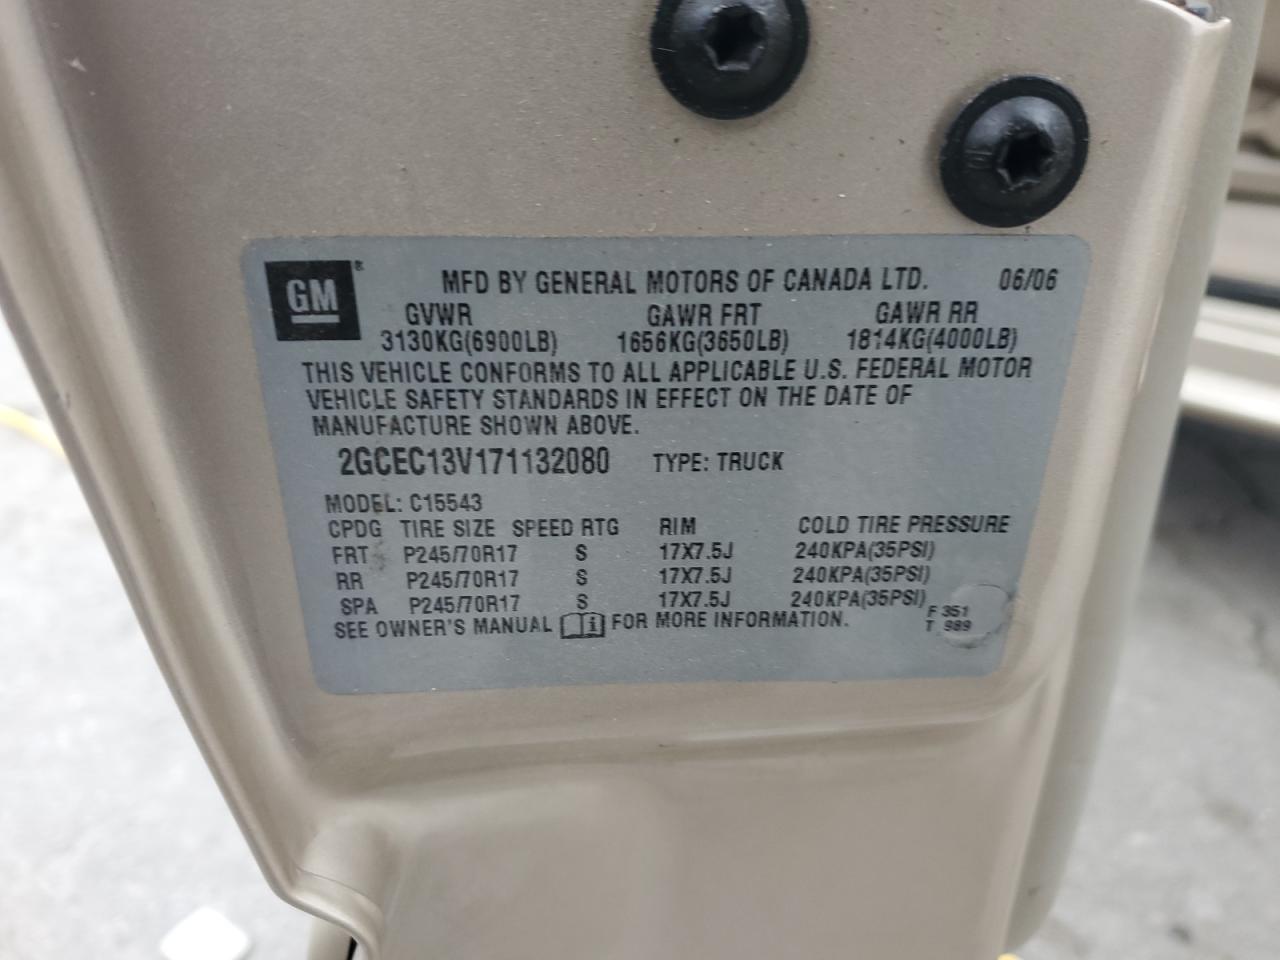 GM® MFD BY GENERAL MOTORS OF CANADA LTD. 06/06
GVWR GAWR FRT GAWR RR
3130KG(6900LB) 1656KG(3650LB) 1814KG(4000LB)
THIS VEHICLE CONFORMS TO ALL APPLICABLE U.S. FEDERAL MOTOR
VEHICLE SAFETY STANDARDS IN EFFECT ON THE DATE OF
MANUFACTURE SHOWN ABOVE.
2GCEC13V171132080 TYPE: TRUCK
MODEL: C15543
CPDG TIRE SIZE SPEED RTG RIM COLD TIRE PRESSURE
FRT P245/70R17 S 17X7.5J 240KPA(35PSI)
RR P245/70R17 S 17X7.5J 240KPA(35PSI)
SPA P245/70R17 S 17X7.5J 240KPA(35PSI)
SEE OWNER'S MANUAL i FOR MORE INFORMATION.
F 351
T 989